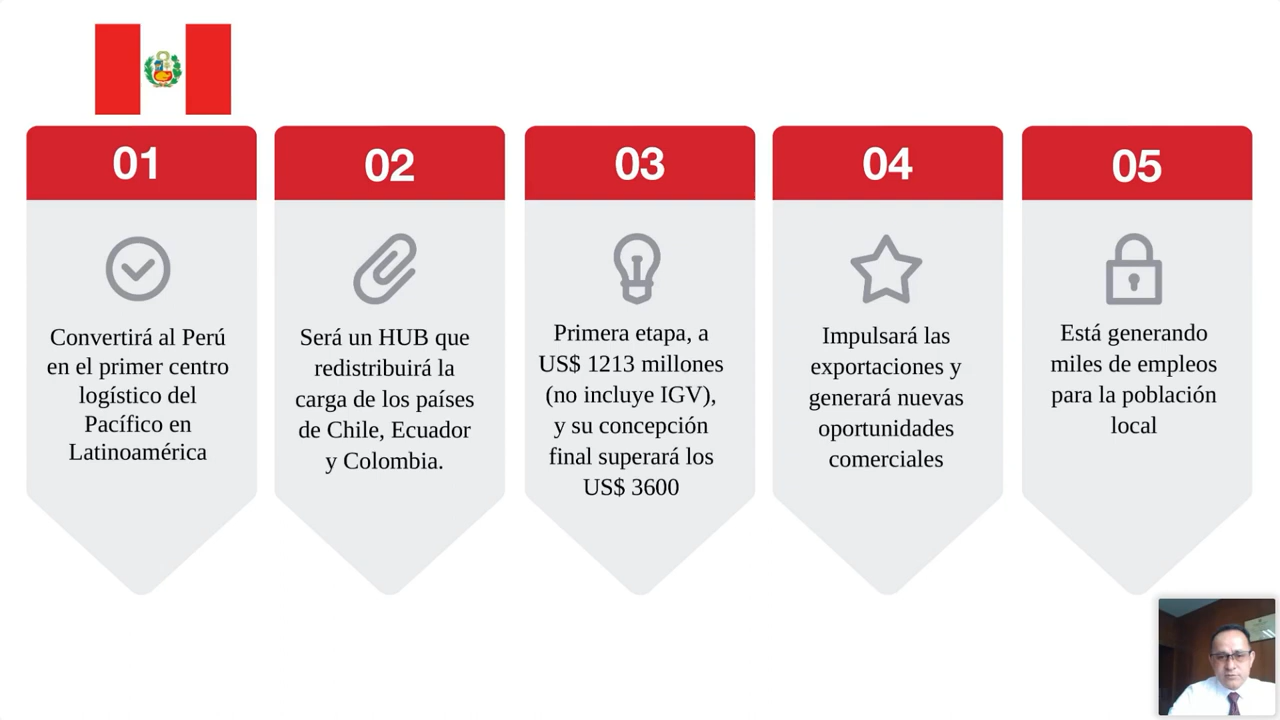 01
Convertirá al Perú
en el primer centro
logístico del
Pacífico en
Latinoamérica
02
Será un HUB que
redistribuirá la
carga de los países
de Chile, Ecuador
y Colombia.
03
Primera etapa, a
US$ 1213 millones
(no incluye IGV),
y su concepción
final superará los
US$ 3600
04
Impulsará las
exportaciones y
generará nuevas
oportunidades
comerciales
05
Está generando
miles de empleos
para la población
local